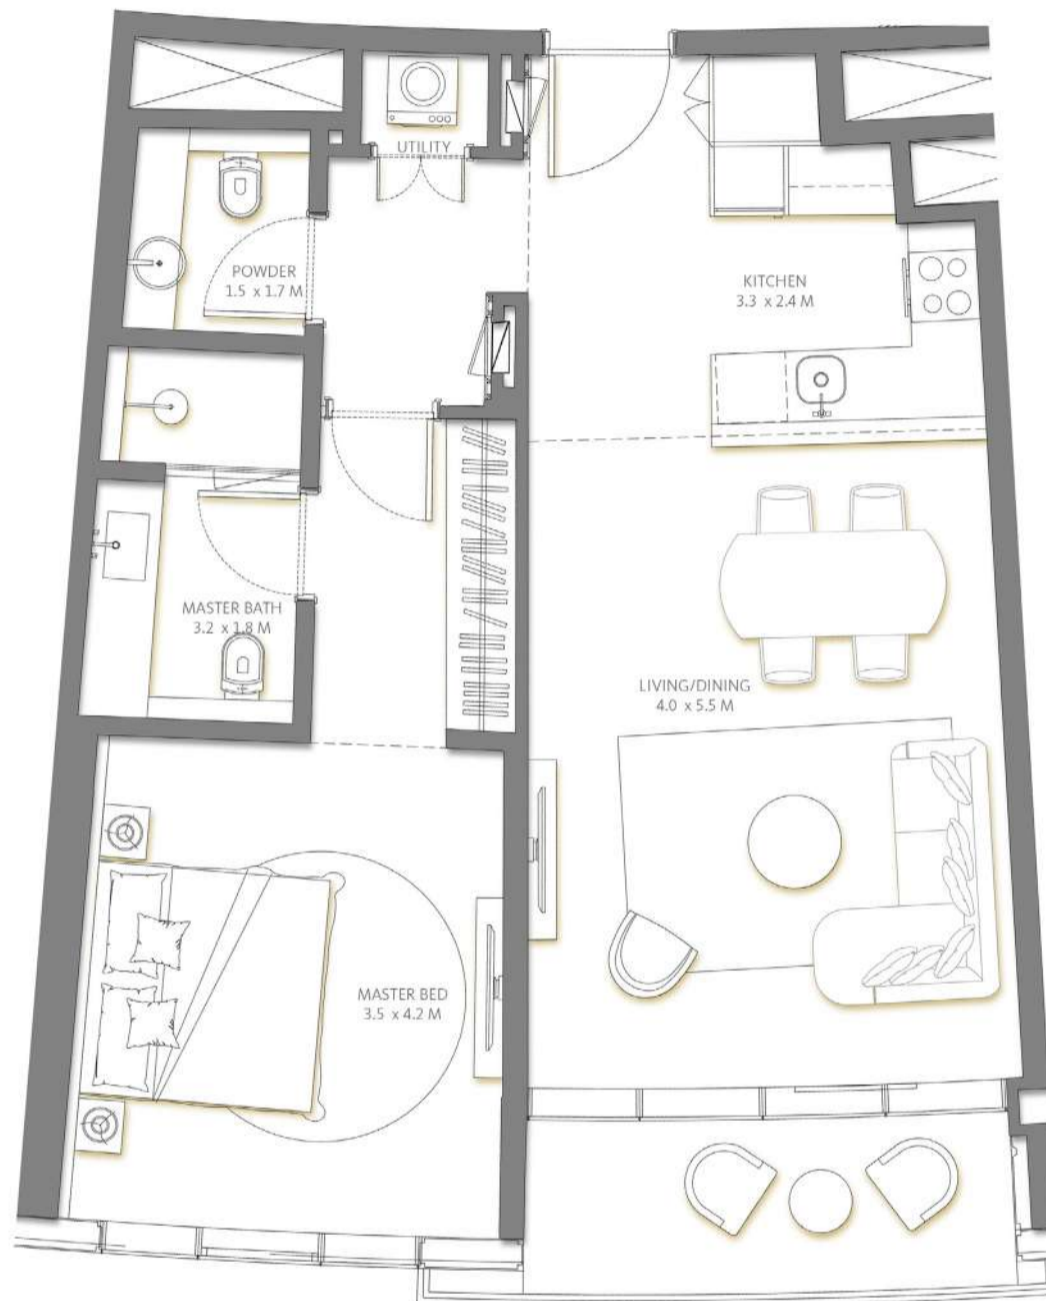 UTILITY
POWDER
1.5 x 1.7 M
KITCHEN
3.3 x 2.4 M
MASTER BATH
3.2 x 1.8 M
LIVING/DINING
4.0 x 5.5 M
MASTER BED
3.5 x 4.2 M